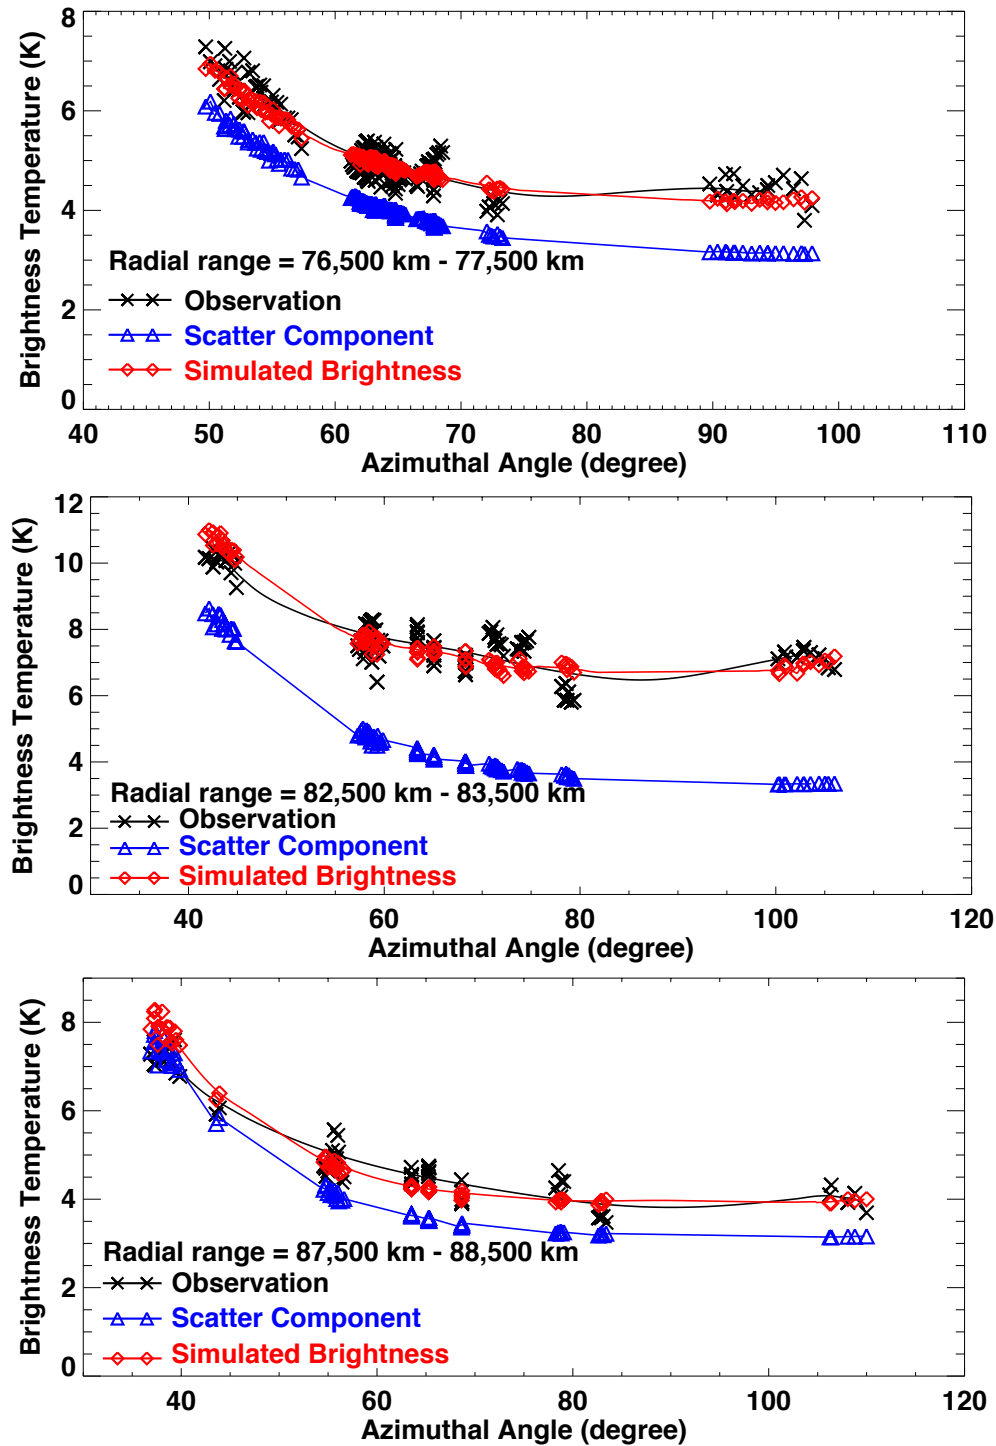 8
6
4
2
0
Brightness Temperature (K)
Radial range = 76,500 km - 77,500 km
Observation
Scatter Component
Simulated Brightness
40 50 60 70 80 90 100 110
Azimuthal Angle (degree)
12
10
8
6
4
2
0
Brightness Temperature (K)
Radial range = 82,500 km - 83,500 km
Observation
Scatter Component
Simulated Brightness
40 60 80 100 120
Azimuthal Angle (degree)
8
6
4
2
0
Brightness Temperature (K)
Radial range = 87,500 km - 88,500 km
Observation
Scatter Component
Simulated Brightness
40 60 80 100 120
Azimuthal Angle (degree)